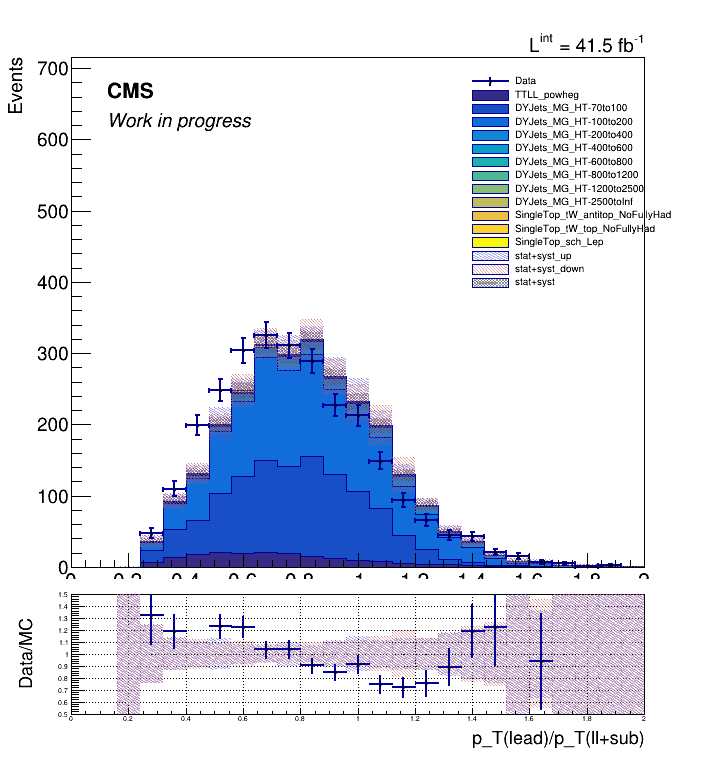 L^int = 41.5 fb^-1
Events
700
600
500
400
300
200
100
0
CMS
Work in progress
Data
TTLL_powheg
DYJets_MG_HT-70to100
DYJets_MG_HT-100to200
DYJets_MG_HT-200to400
DYJets_MG_HT-400to600
DYJets_MG_HT-600to800
DYJets_MG_HT-800to1200
DYJets_MG_HT-1200to2500
DYJets_MG_HT-2500toInf
SingleTop_tW_antitop_NoFullyHad
SingleTop_tW_top_NoFullyHad
SingleTop_sch_Lep
stat+syst_up
stat+syst_down
stat+syst
0 0.2 0.4 0.6 0.8 1 1.2 1.4 1.6 1.8 2
Data/MC
1.5
1.4
1.3
1.2
1.1
1
0.9
0.8
0.7
0.6
0.5
0 0.2 0.4 0.6 0.8 1 1.2 1.4 1.6 1.8 2
p_T(lead)/p_T(ll+sub)